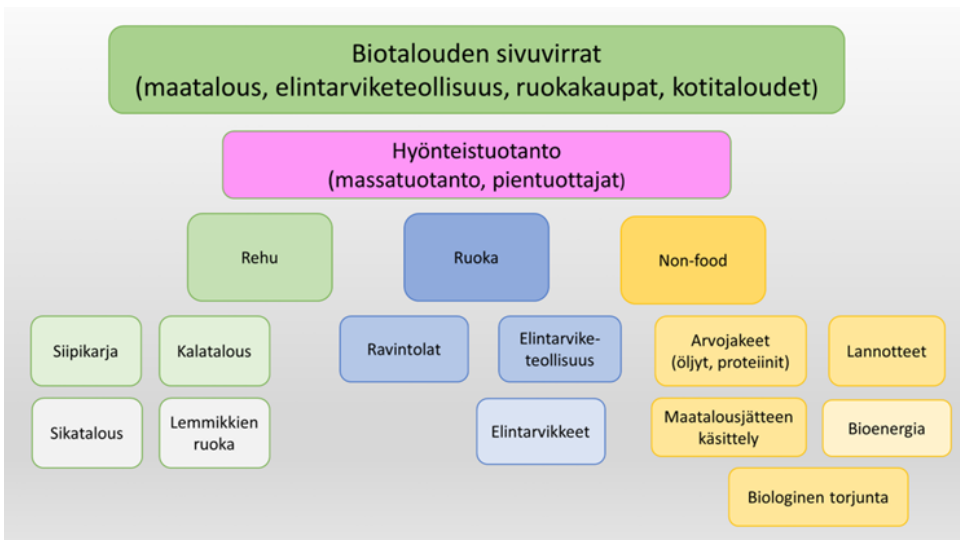 Biotalouden sivuvirrat
(maatalous, elintarviketeollisuus, ruokakaupat, kotitaloudet)
Hyönteistuotanto
(massatuotanto, pientuottajat)
Rehu
Ruoka
Non-food
Siipikarja
Kalatalous
Ravintolat
Elintarvike-
teollisuus
Arvojakeet
(öljyt, proteiinit)
Lannotteet
Sikatalous
Lemmikkien
ruoka
Elintarvikkeet
Maatalousjätteen
käsittely
Bioenergia
Biologinen torjunta